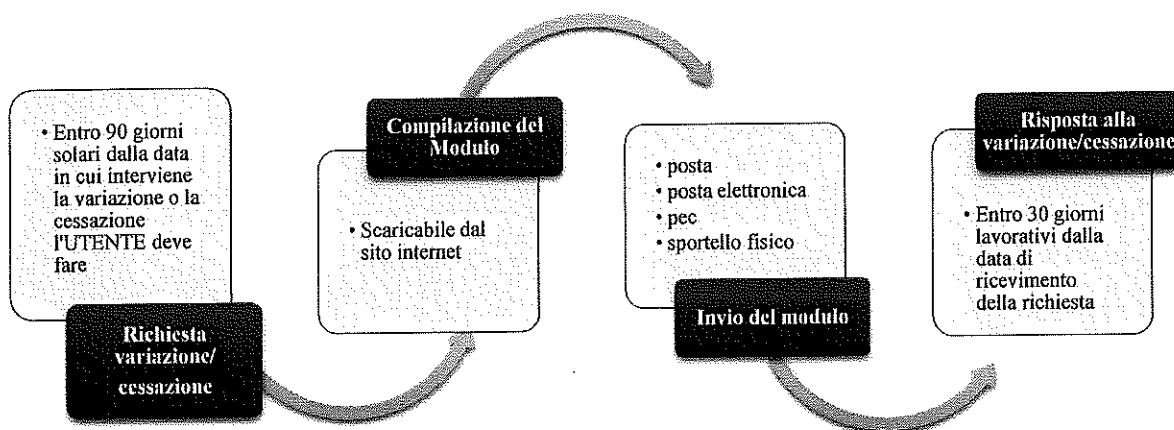 • Entro 90 giorni
solari dalla data
in cui interviene
la variazione o la
cessazione
l'UTENTE deve
fare
Richiesta
variazione/
cessazione
Compilazione del
Modulo
• Scaricabile dal
sito internet
• posta
• posta elettronica
• pec
• sportello fisico
Invio del modulo
Risposta alla
variazione/cessazione
• Entro 30 giorni
lavorativi dalla
data di
ricevimento
della richiesta